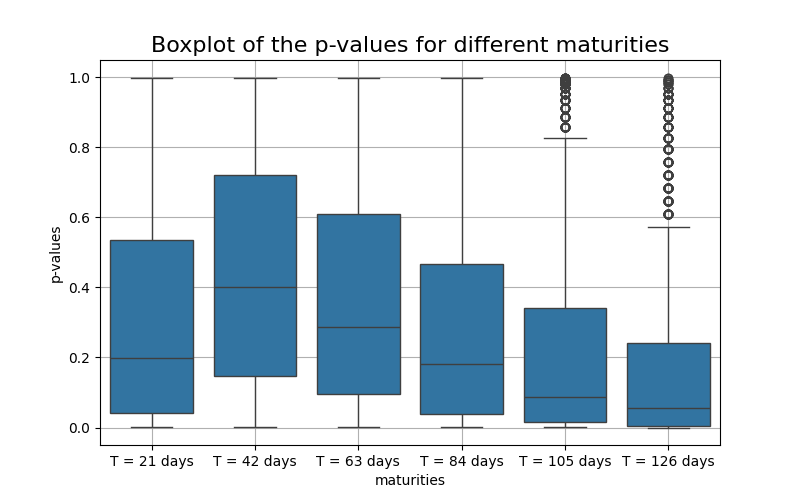 Boxplot of the p-values for different maturities
p-values
1.0
0.8
0.6
0.4
0.2
0.0
T = 21 days
T = 42 days
T = 63 days
T = 84 days
T = 105 days
T = 126 days
maturities